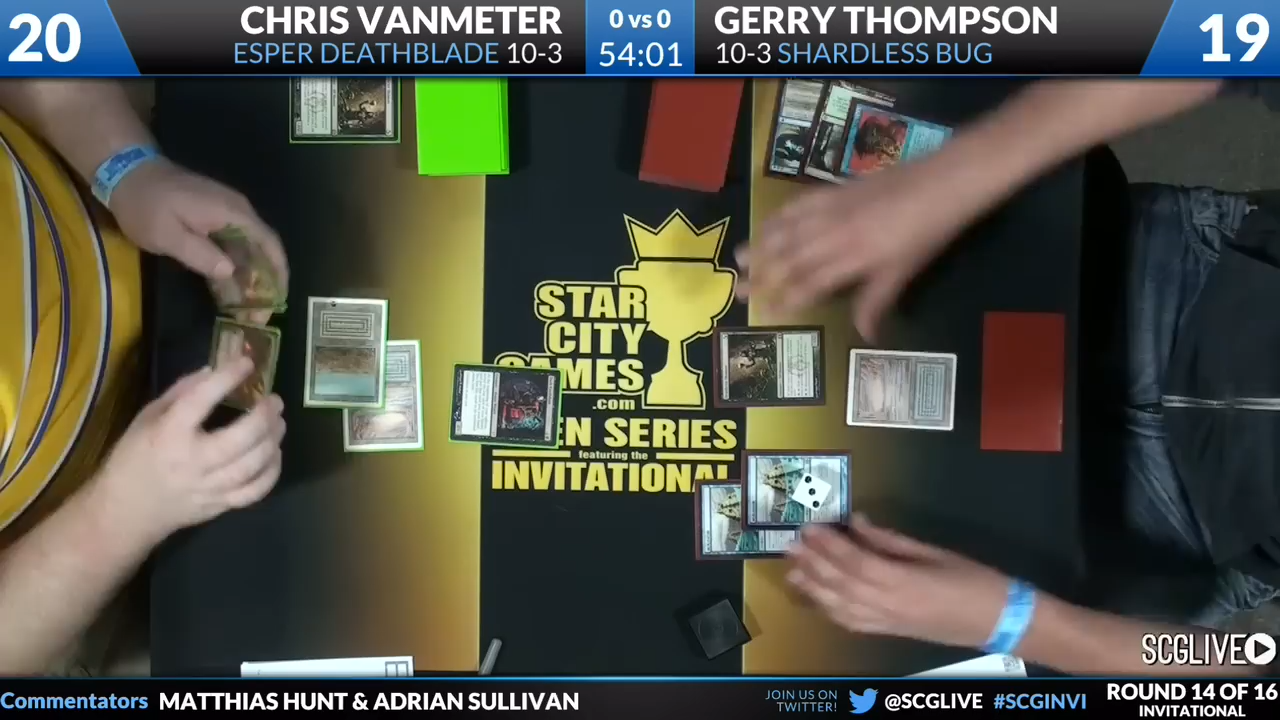 20
CHRIS VANMETER
ESPER DEATHBLADE 10-3
0 vs 0
54:01
GERRY THOMPSON
10-3 SHARDLESS BUG
19
STAR
CITY
GAMES
.com
EN SERIES
featuring the
INVITATIONAL
SCGLIVE
Commentators MATTHIAS HUNT & ADRIAN SULLIVAN
JOIN US ON
TWITTER!
@SCGLIVE #SCGINVI
ROUND 14 OF 16
INVITATIONAL